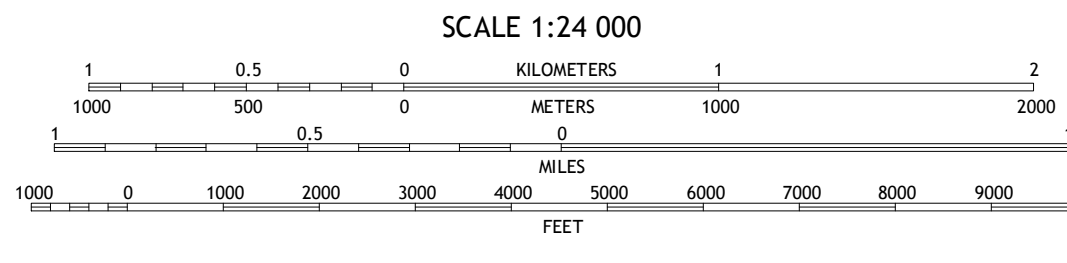 SCALE 1:24 000
1 0.5 0 KILOMETERS 1 2
1000 500 0 METERS 1000 2000
1 0.5 0
MILES
1000 0 1000 2000 3000 4000 5000 6000 7000 8000 9000
FEET